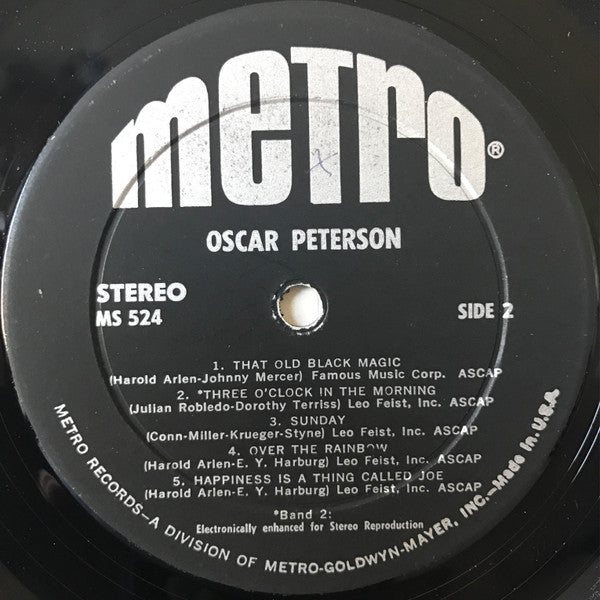 metro®
OSCAR PETERSON
STEREO
MS 524
SIDE 2
1. THAT OLD BLACK MAGIC
(Harold Arlen-Johnny Mercer) Famous Music Corp. ASCAP
2. *THREE O'CLOCK IN THE MORNING
(Julian Robledo-Dorothy Terriss) Leo Feist, Inc. ASCAP
3. SUNDAY
(Conn-Miller-Krueger-Styne) Leo Feist, Inc. ASCAP
4. OVER THE RAINBOW
(Harold Arlen-E. Y. Harburg) Leo Feist, Inc. ASCAP
5. HAPPINESS IS A THING CALLED JOE
(Harold Arlen-E. Y. Harburg) Leo Feist, Inc. ASCAP
*Band 2:
Electronically enhanced for Stereo Reproduction
METRO RECORDS—A DIVISION OF METRO-GOLDWYN-MAYER, INC.—Made in U.S.A.